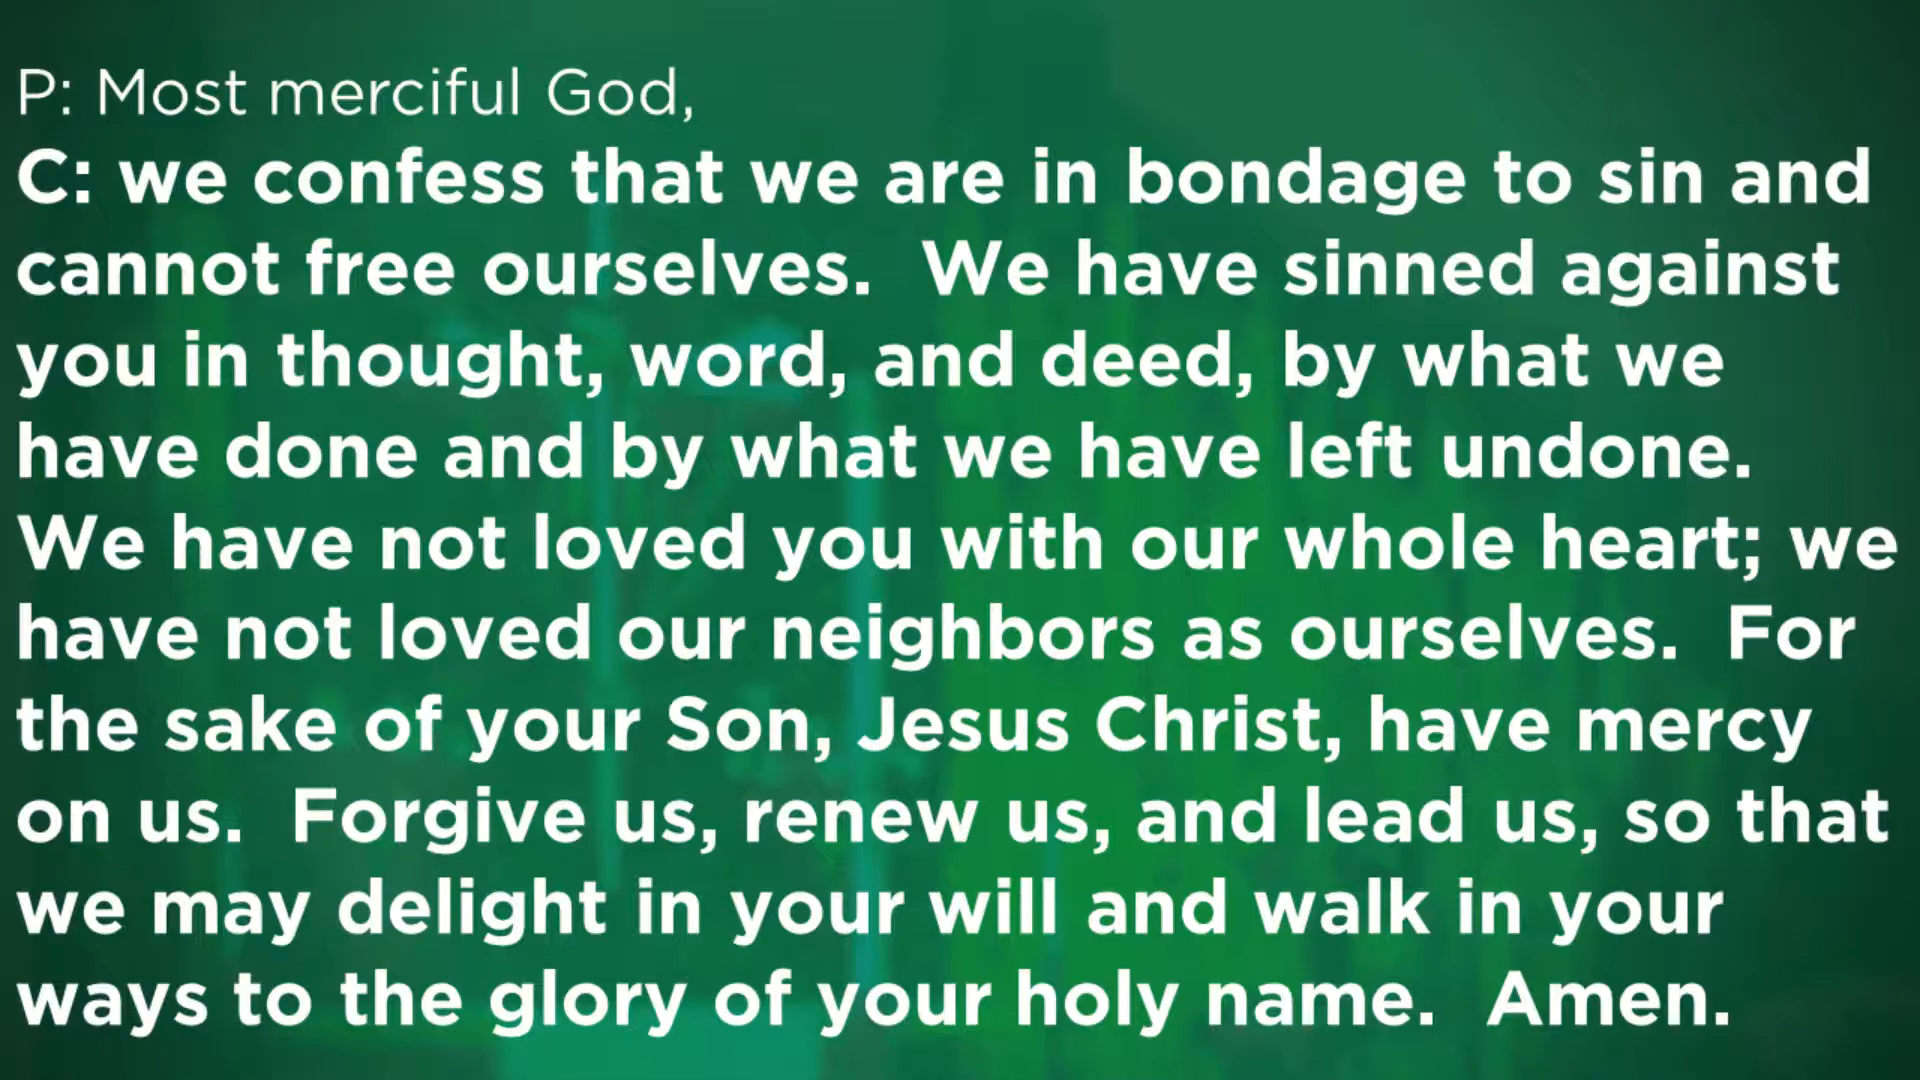 P: Most merciful God,
C: we confess that we are in bondage to sin and
cannot free ourselves.  We have sinned against
you in thought, word, and deed, by what we
have done and by what we have left undone.
We have not loved you with our whole heart; we
have not loved our neighbors as ourselves.  For
the sake of your Son, Jesus Christ, have mercy
on us.  Forgive us, renew us, and lead us, so that
we may delight in your will and walk in your
ways to the glory of your holy name.  Amen.